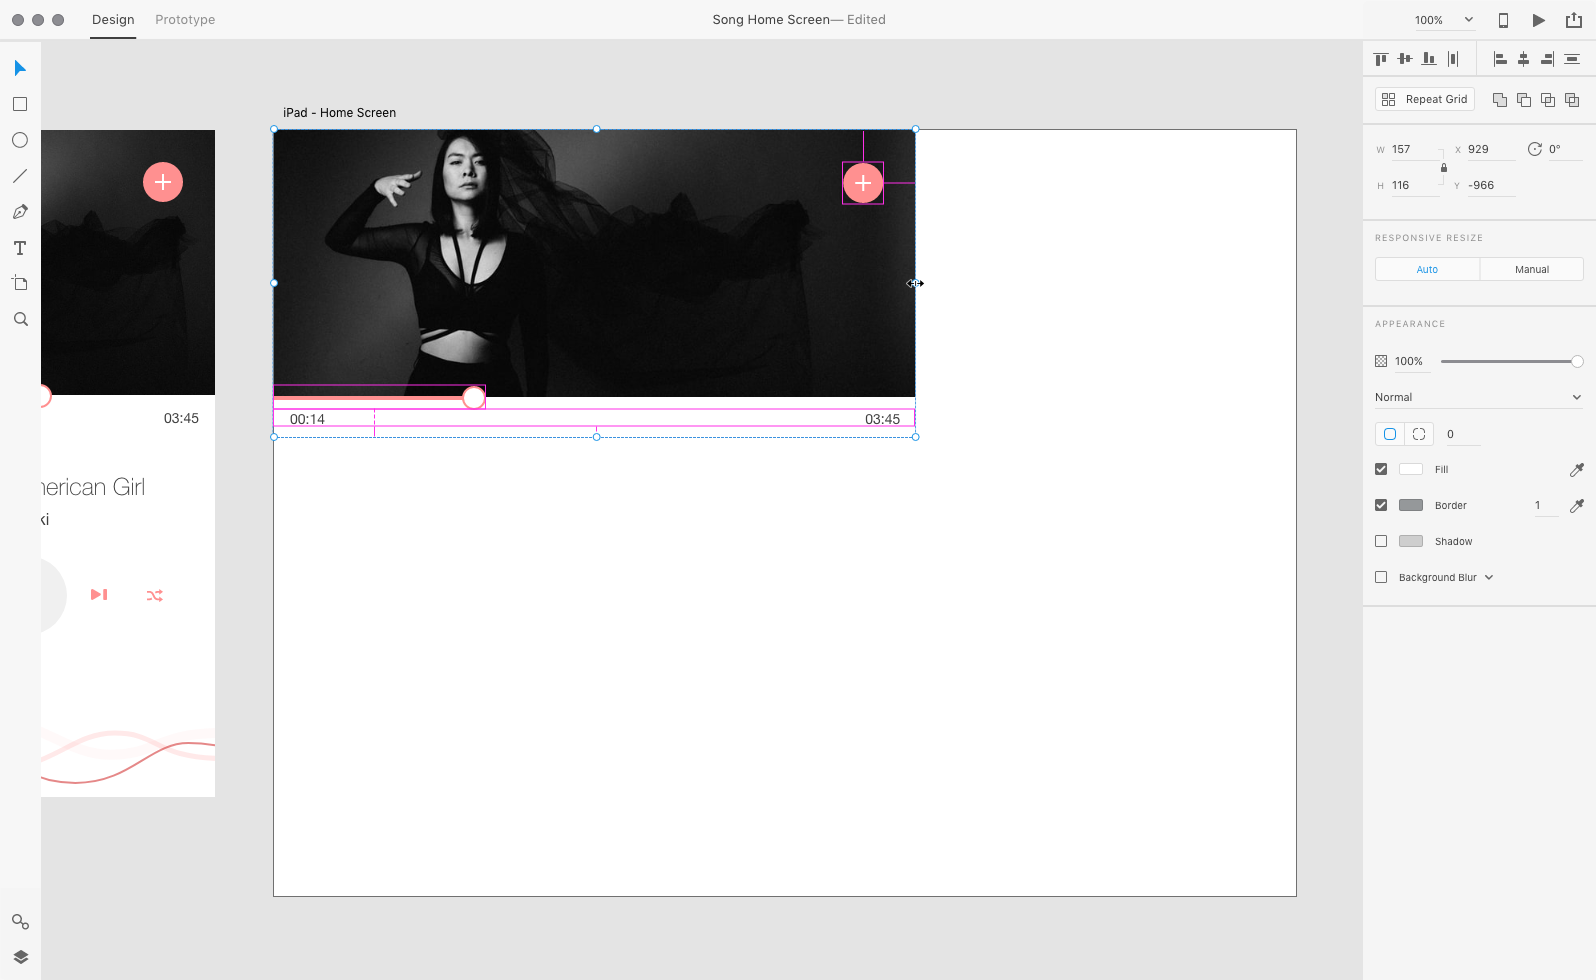 Design
Prototype
Song Home Screen— Edited
100%
iPad - Home Screen
Repeat Grid
W 157
X 929
0°
H 116
Y -966
RESPONSIVE RESIZE
Auto
Manual
APPEARANCE
100%
Normal
0
Fill
Border
1
Shadow
Background Blur
03:45
00:14
03:45
merican Girl
ki
T